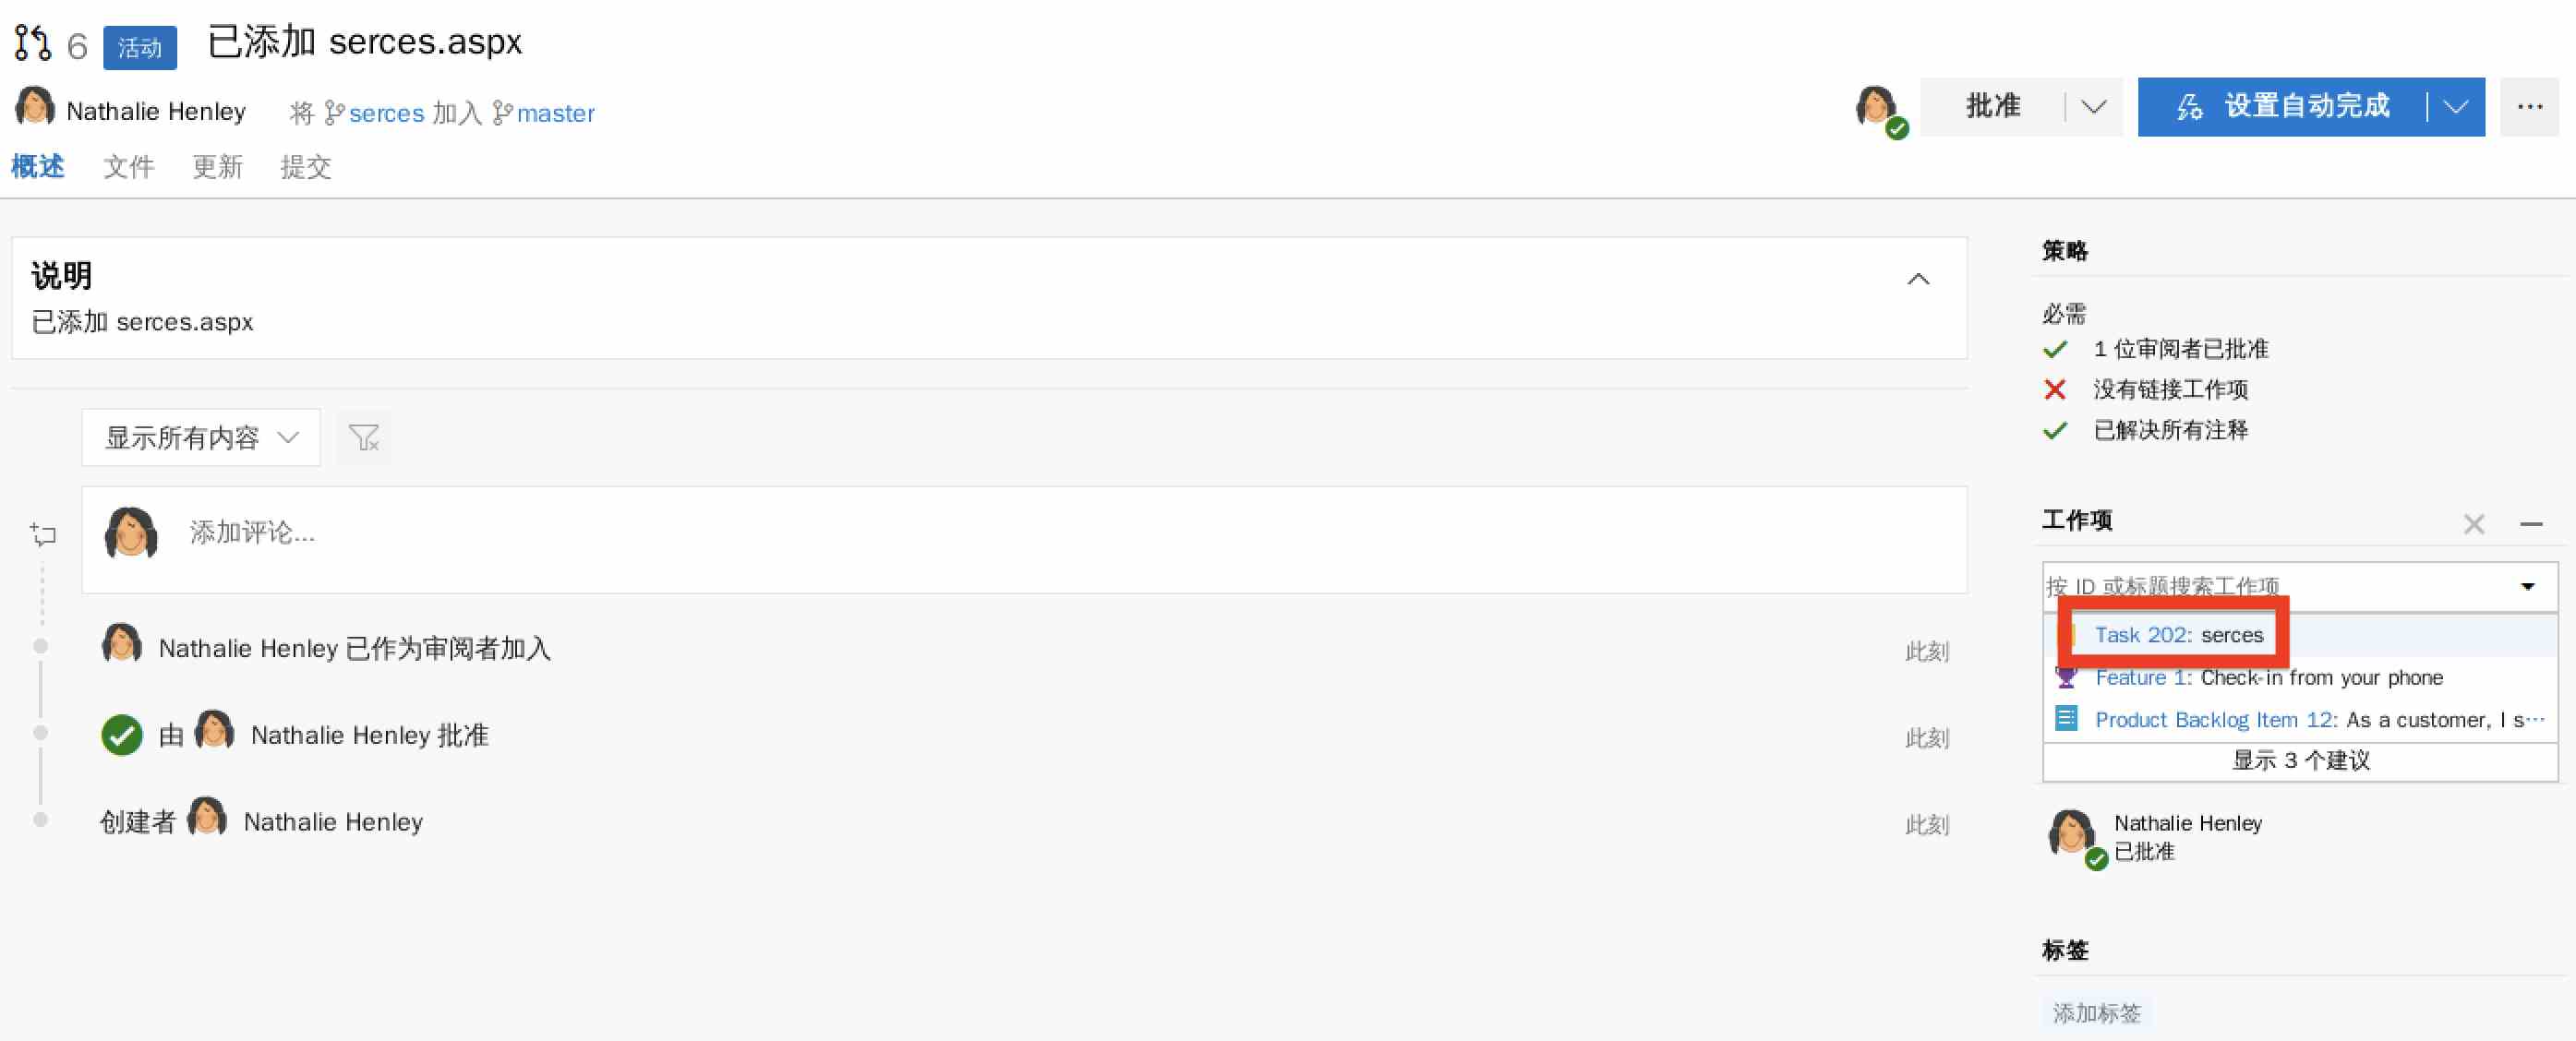 6 活动 已添加 serces.aspx
Nathalie Henley 将 serces 加入 master
批准 设置自动完成
概述 文件 更新 提交
说明
已添加 serces.aspx
显示所有内容
添加评论...
Nathalie Henley 已作为审阅者加入 此刻
由 Nathalie Henley 批准 此刻
创建者 Nathalie Henley 此刻
策略
必需
1 位审阅者已批准
没有链接工作项
已解决所有注释
工作项
按 ID 或标题搜索工作项
Task 202: serces
Feature 1: Check-in from your phone
Product Backlog Item 12: As a customer, I s...
显示 3 个建议
Nathalie Henley
已批准
标签
添加标签